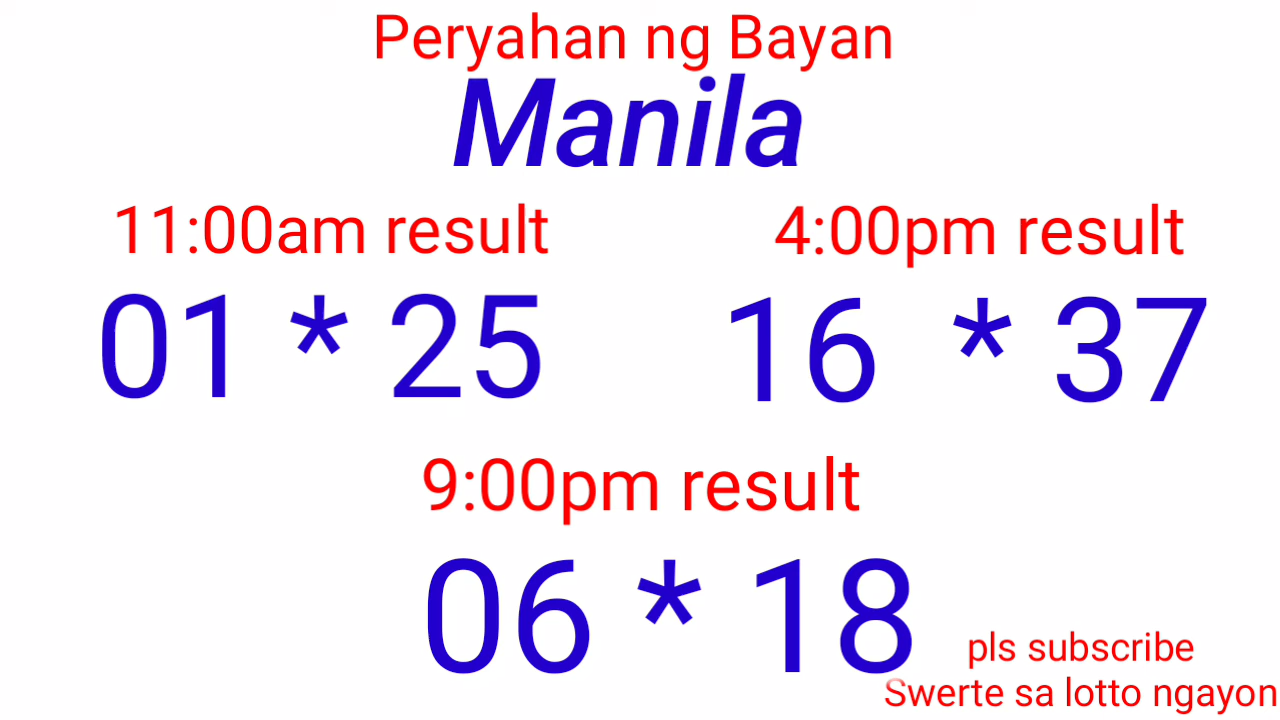 Peryahan ng Bayan
Manila
11:00am result
4:00pm result
01 * 25
16 * 37
9:00pm result
06 * 18
pls subscribe
Swerte sa lotto ngayon